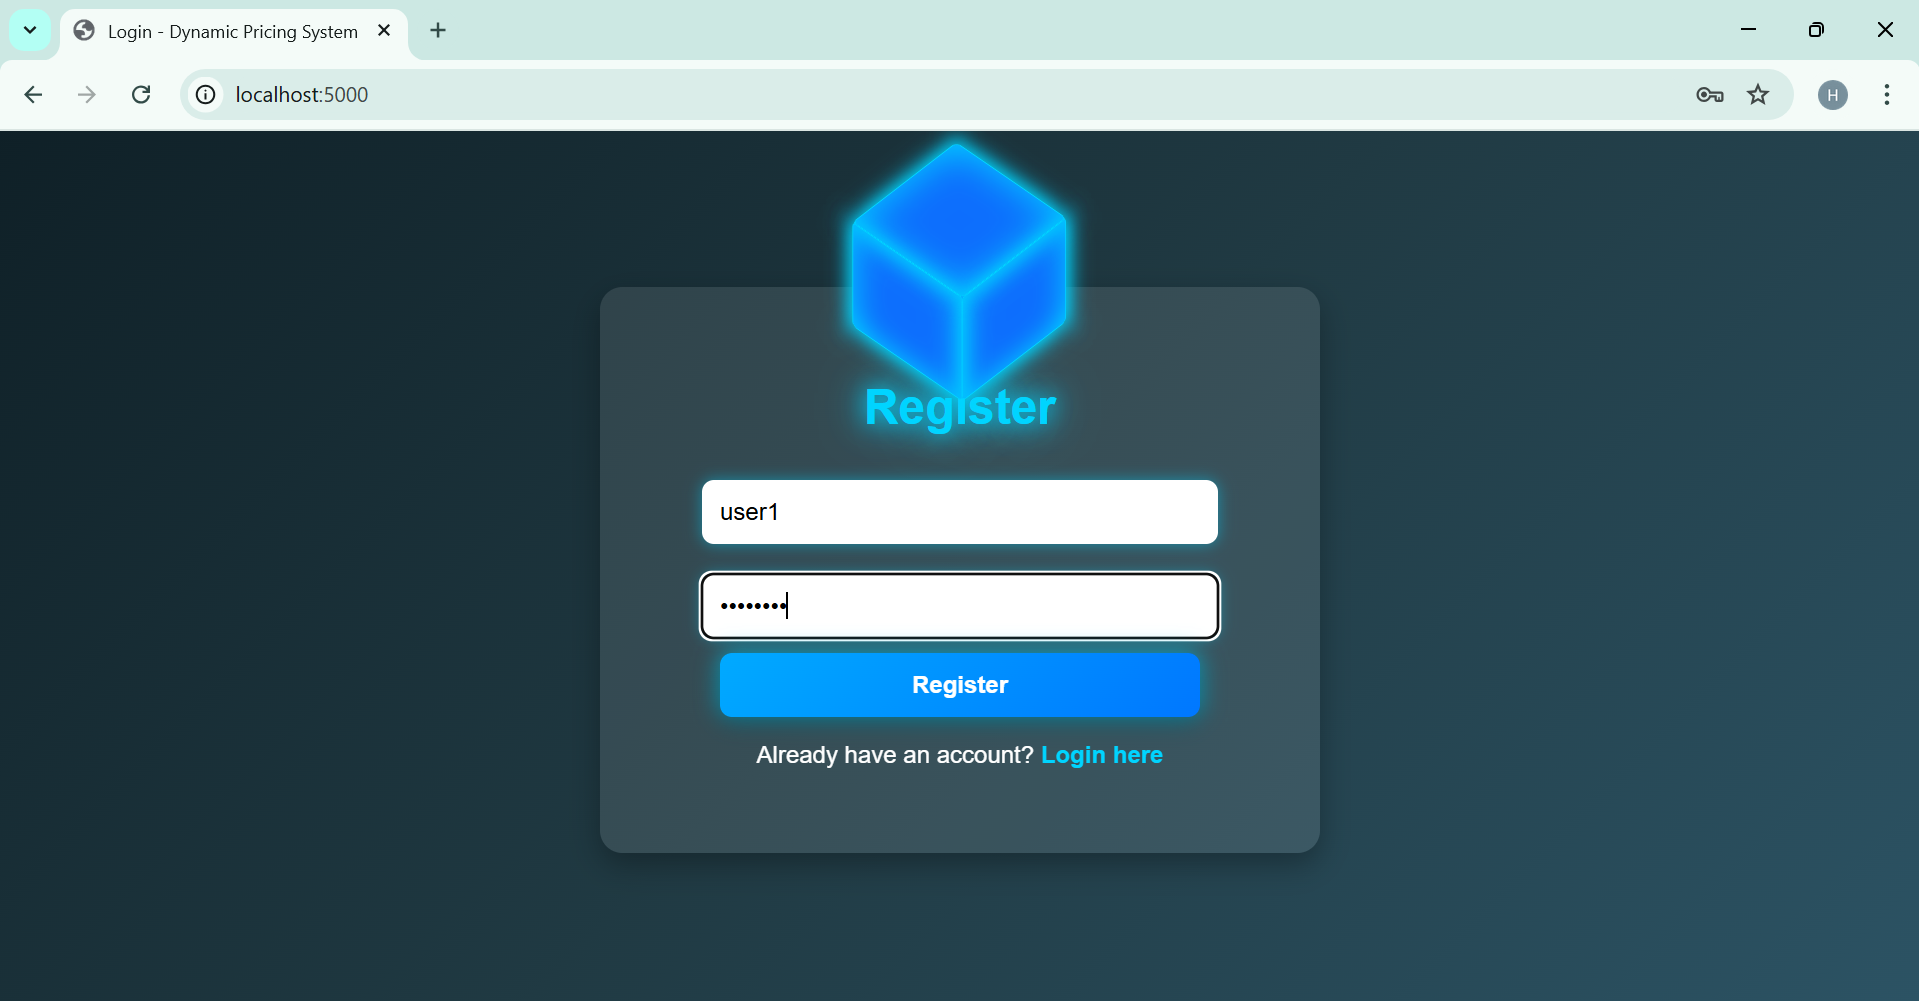 Login - Dynamic Pricing System
localhost:5000
H
Register
user1
••••••••
Register
Already have an account? Login here